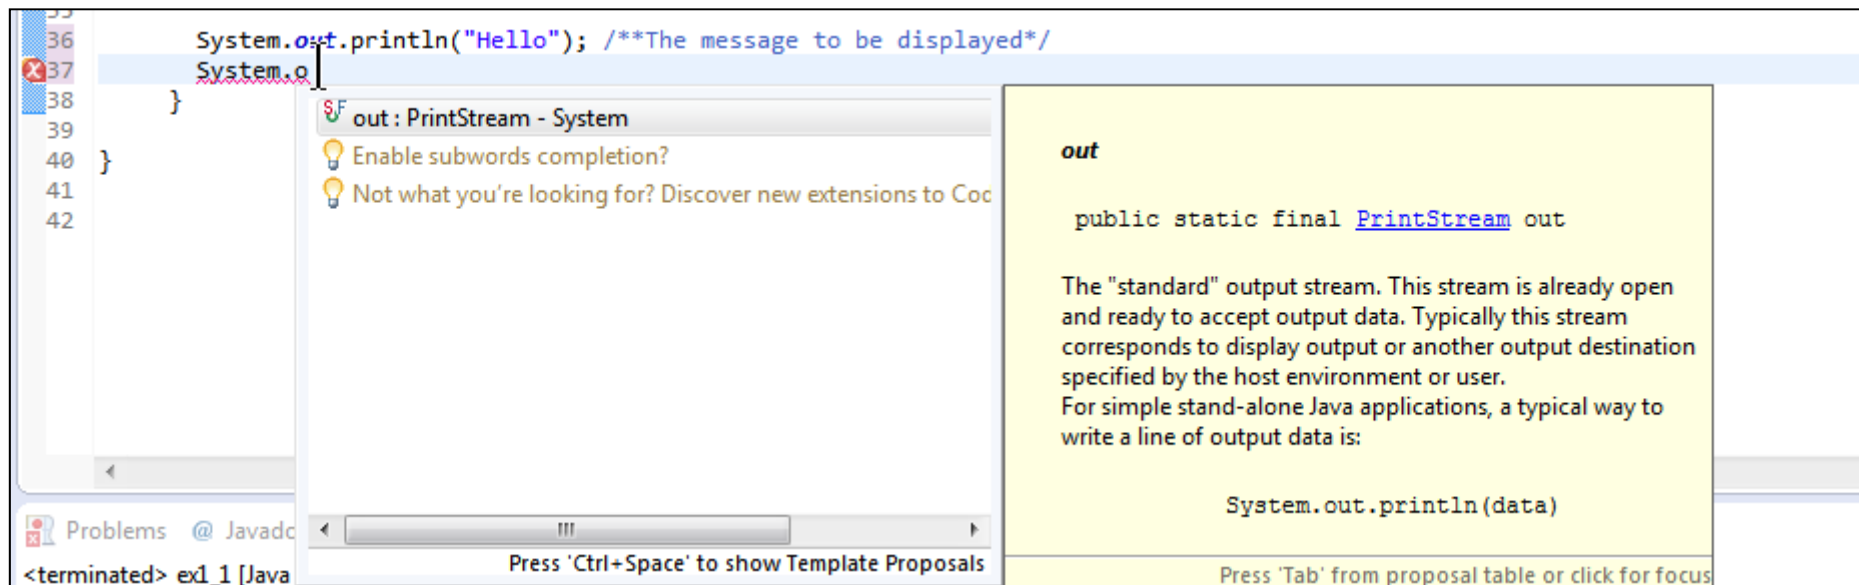 36 System.out.println("Hello"); /**The message to be displayed*/
37 System.o
38 }
39
40 }
41
42
out : PrintStream - System
Enable subwords completion?
Not what you're looking for? Discover new extensions to Cod
Press 'Ctrl+Space' to show Template Proposals
out
public static final PrintStream out
The "standard" output stream. This stream is already open
and ready to accept output data. Typically this stream
corresponds to display output or another output destination
specified by the host environment or user.
For simple stand-alone Java applications, a typical way to
write a line of output data is:
System.out.println(data)
Press 'Tab' from proposal table or click for focus
Problems @ Javadc
<terminated> ex1_1 [Java